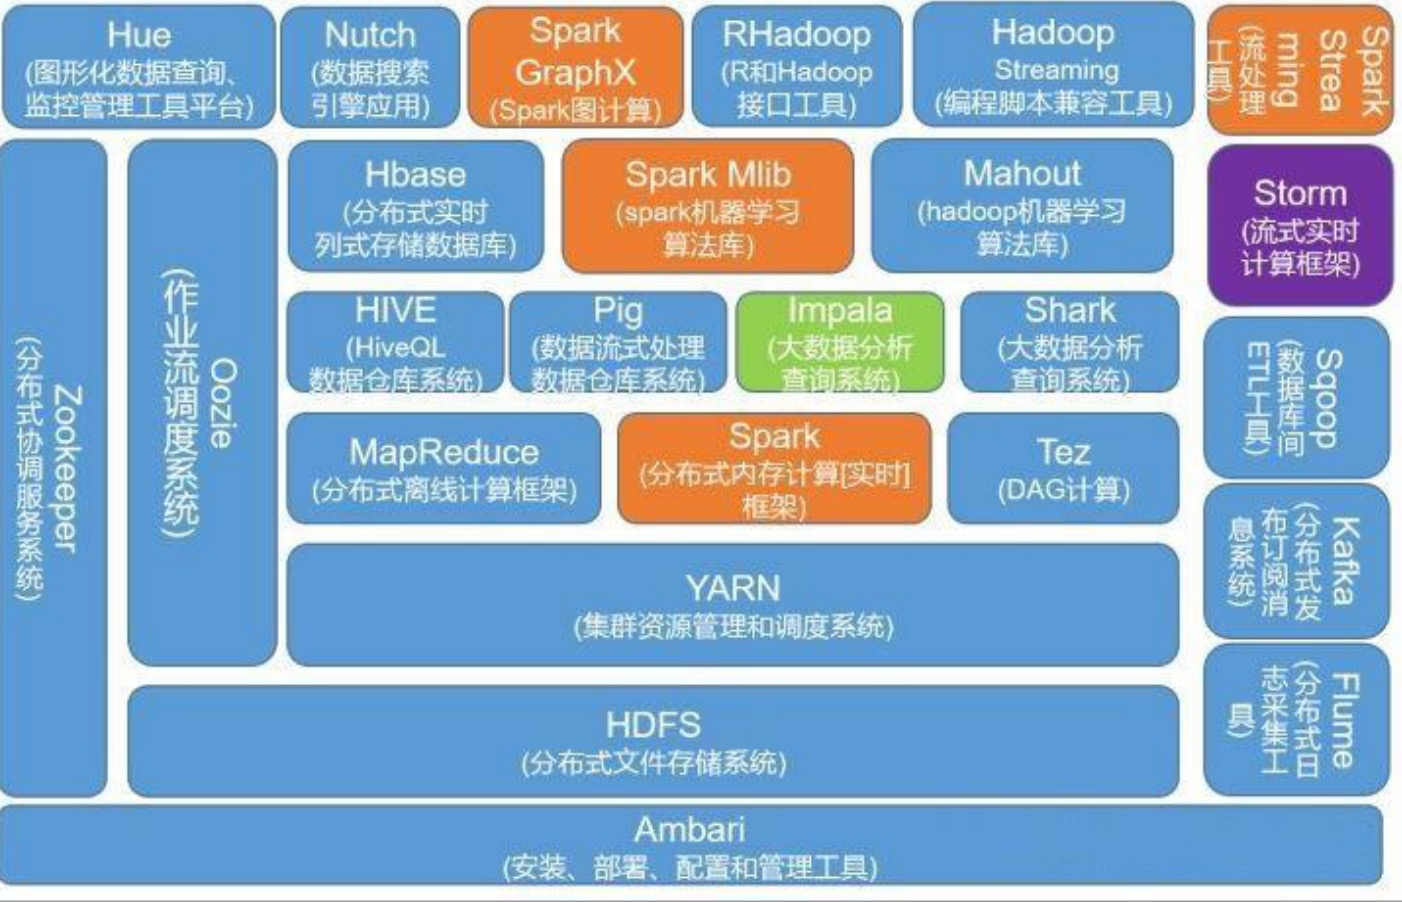 Hue
(图形化数据查询、
监控管理工具平台)
Nutch
(数据搜索
引擎应用)
Spark
GraphX
(Spark图计算)
RHadoop
(R和Hadoop
接口工具)
Hadoop
Streaming
(编程脚本兼容工具)
Spark
Strea
ming
(流处理
工具)
Zookeeper
(分布式协调服务系统)
Oozie
(作业流调度系统)
Hbase
(分布式实时
列式存储数据库)
Spark Mlib
(spark机器学习
算法库)
Mahout
(hadoop机器学习
算法库)
Storm
(流式实时
计算框架)
HIVE
(HiveQL
数据仓库系统)
Pig
(数据流式处理
数据仓库系统)
Impala
(大数据分析
查询系统)
Shark
(大数据分析
查询系统)
Sqoop
(数据库间
ETL工具)
MapReduce
(分布式离线计算框架)
Spark
(分布式内存计算[实时]
框架)
Tez
(DAG计算)
Kafka
(分布式发
布订阅消
息系统)
YARN
(集群资源管理和调度系统)
Flume
(分布式日
志采集工
具)
HDFS
(分布式文件存储系统)
Ambari
(安装、部署、配置和管理工具)